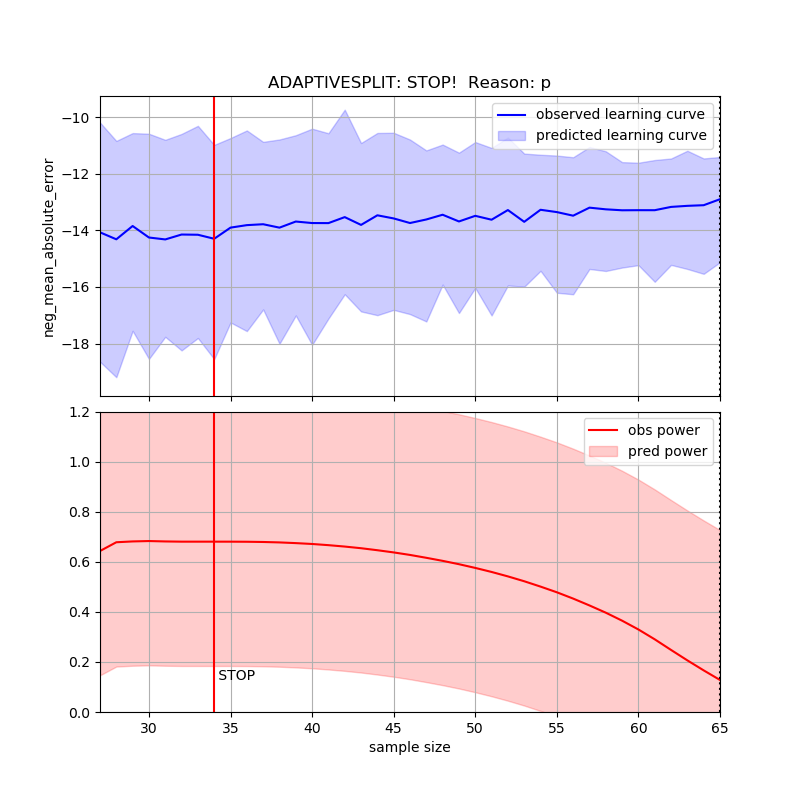 ADAPTIVESPLIT: STOP!  Reason: p
neg_mean_absolute_error
−10
−12
−14
−16
−18
observed learning curve
predicted learning curve
1.2
1.0
0.8
0.6
0.4
0.2
0.0
obs power
pred power
STOP
30 35 40 45 50 55 60 65
sample size